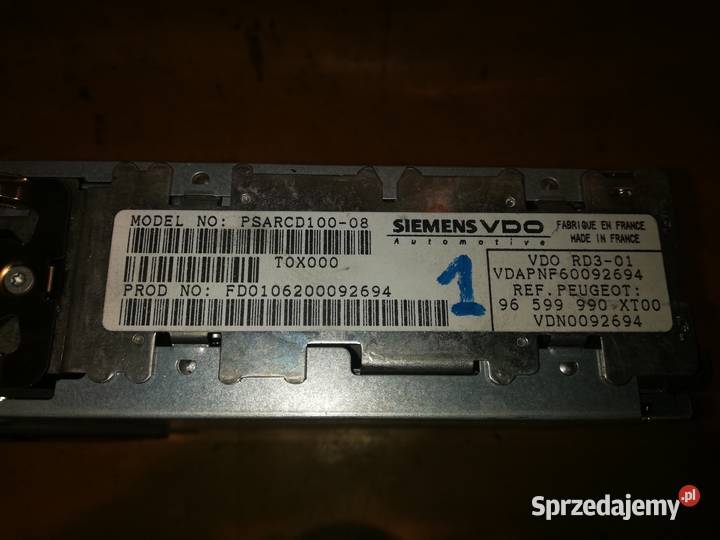 MODEL NO: PSARCD100-08
T0X000
PROD NO: FD0106200092694
SIEMENS VDO
Automotive
FABRIQUE EN FRANCE
MADE IN FRANCE
1
VDO RD3-01
VDAPNF60092694
REF. PEUGEOT:
96 599 990 XT00
VDN0092694
Sprzedajemy.pl